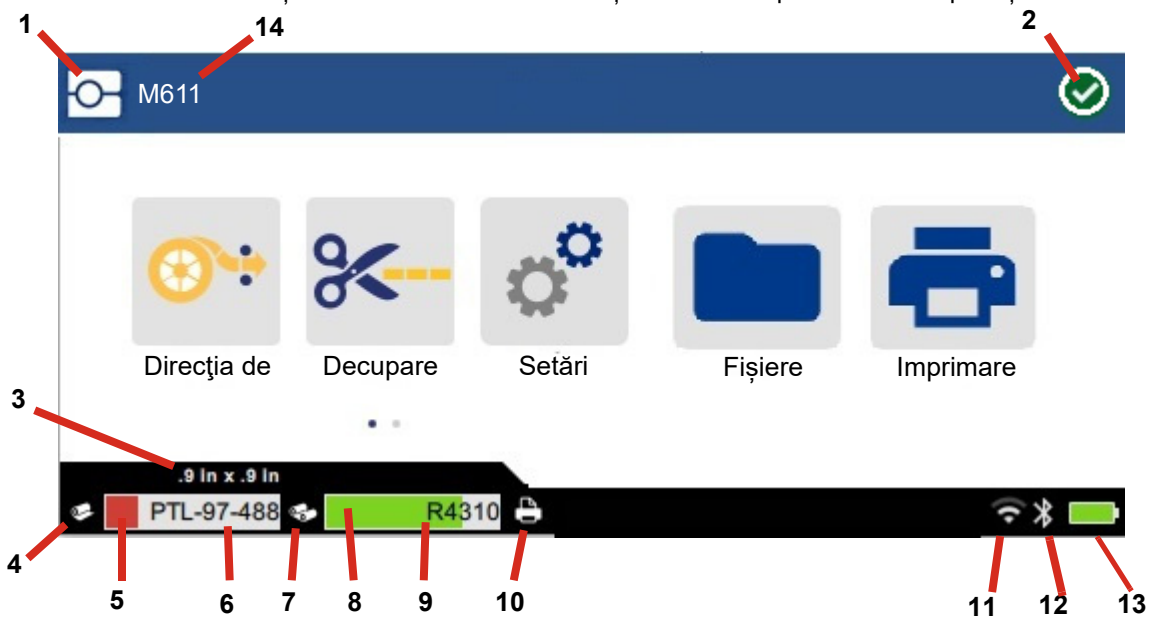 1 14 2
M611
Direcţia de Decupare Setări Fișiere Imprimare
3
.9 in x .9 in
PTL-97-488 R4310
4
5 6 7 8 9 10 11 12 13